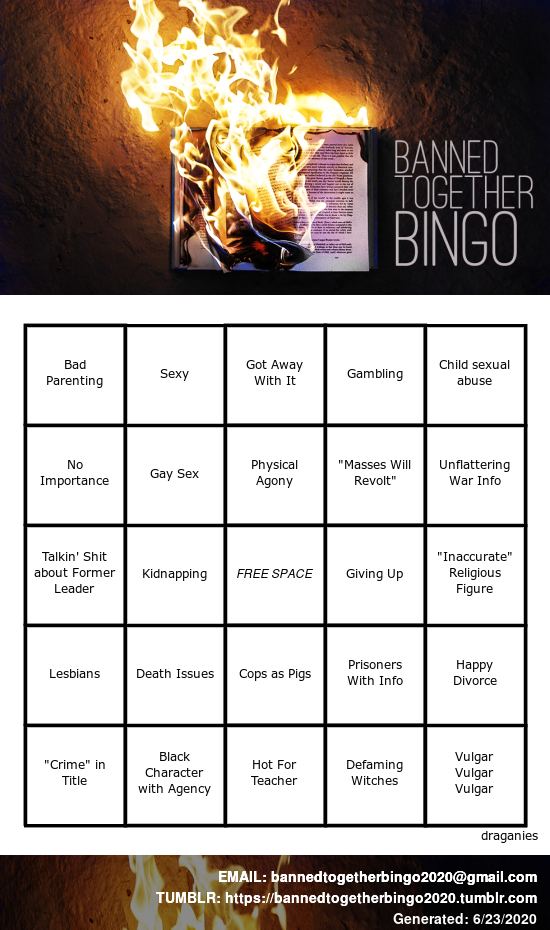 BANNED
TOGETHER
BINGO
Bad
Parenting
Sexy
Got Away
With It
Gambling
Child sexual
abuse
No
Importance
Gay Sex
Physical
Agony
"Masses Will
Revolt"
Unflattering
War Info
Talkin' Shit
about Former
Leader
Kidnapping
FREE SPACE
Giving Up
"Inaccurate"
Religious
Figure
Lesbians
Death Issues
Cops as Pigs
Prisoners
With Info
Happy
Divorce
"Crime" in
Title
Black
Character
with Agency
Hot For
Teacher
Defaming
Witches
Vulgar
Vulgar
Vulgar
draganies
EMAIL: bannedtogetherbingo2020@gmail.com
TUMBLR: https://bannedtogetherbingo2020.tumblr.com
Generated: 6/23/2020